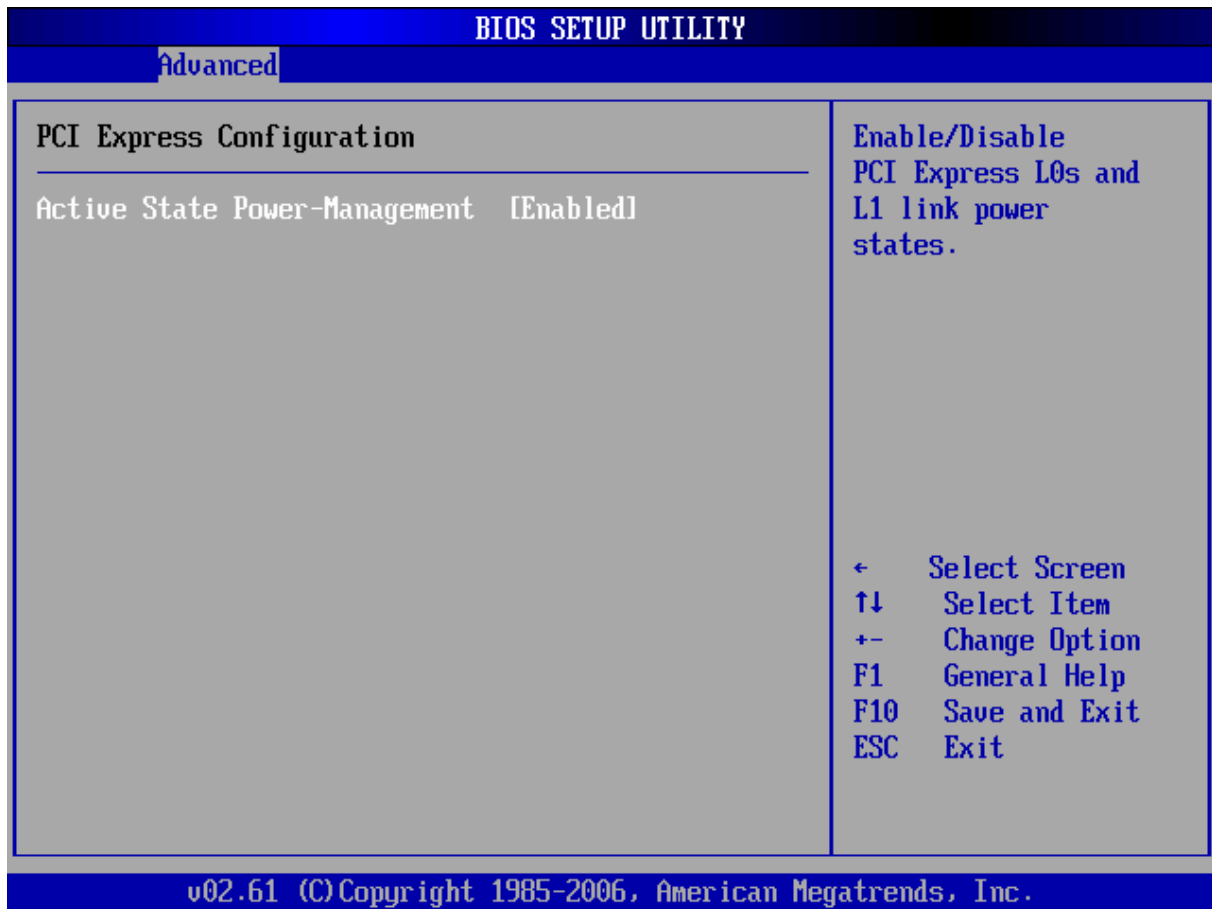 BIOS SETUP UTILITY
Advanced
PCI Express Configuration
Active State Power-Management [Enabled]
Enable/Disable
PCI Express L0s and
L1 link power
states.
← Select Screen
↑↓ Select Item
+- Change Option
F1 General Help
F10 Save and Exit
ESC Exit
v02.61 (C)Copyright 1985-2006, American Megatrends, Inc.